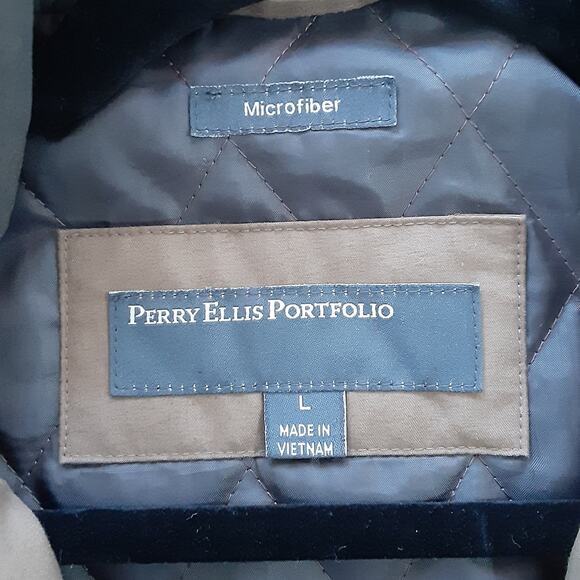 Microfiber
PERRY ELLIS PORTFOLIO
L
MADE IN
VIETNAM